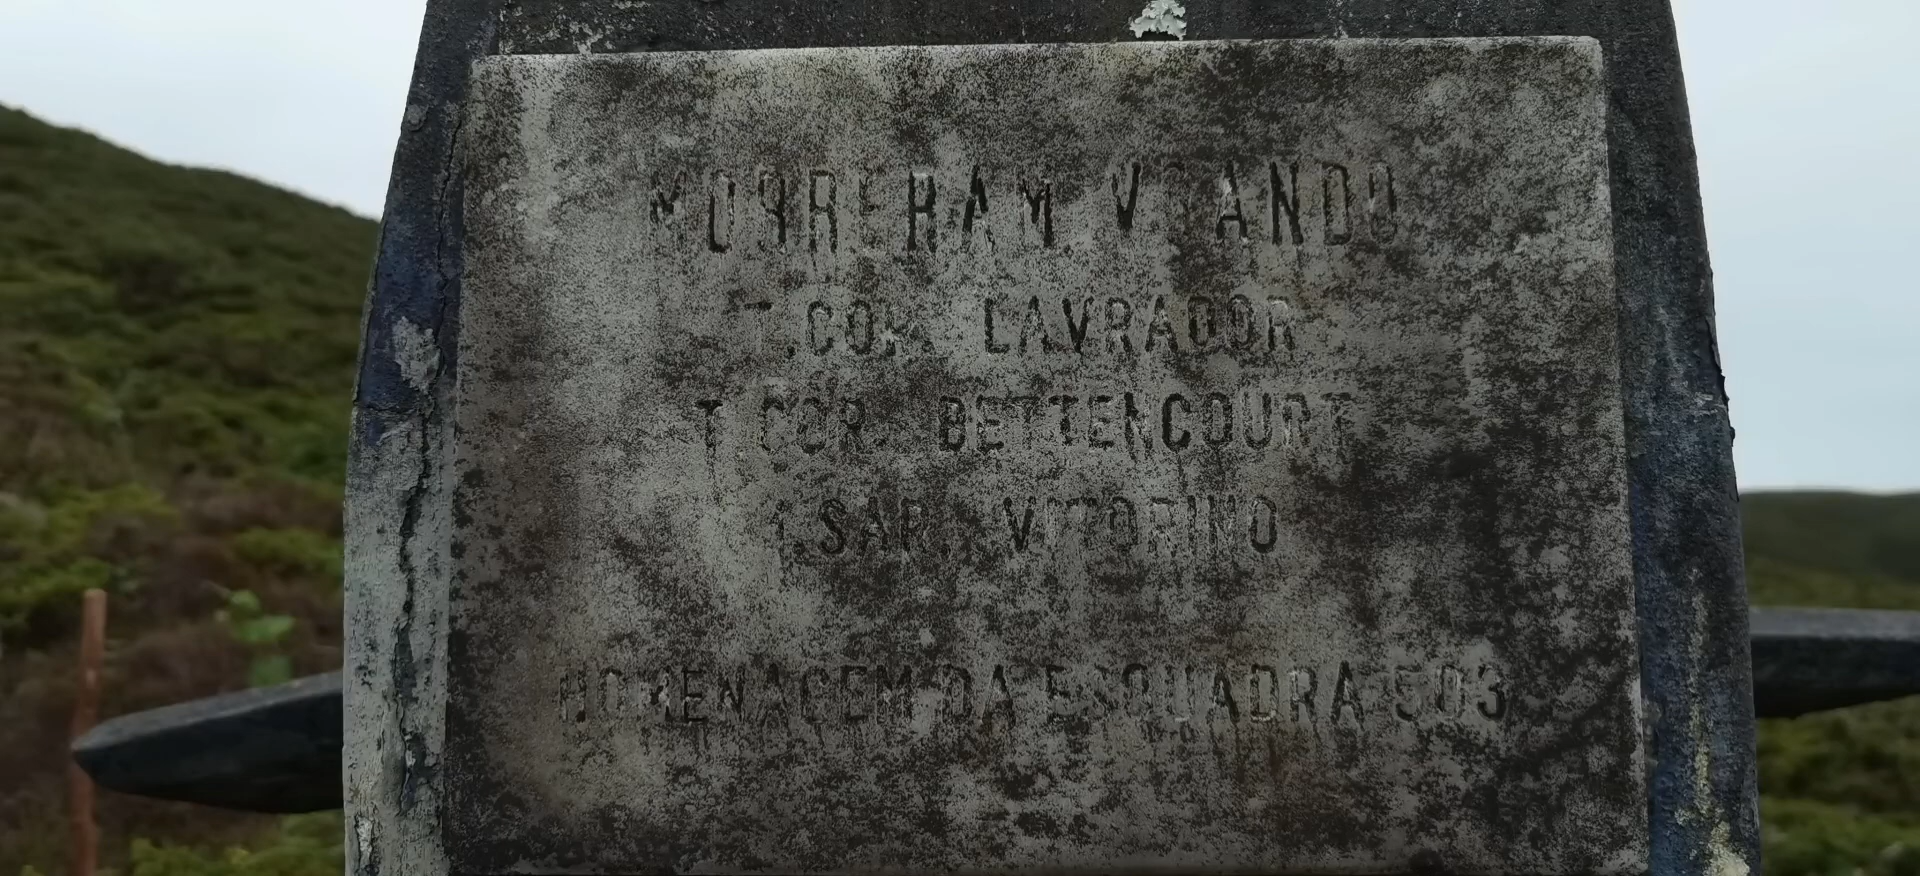 MORRERAM VOANDO
T.COR. LAVRADOR
T.COR. BETTENCOURT
1.SAR. VITORINO
HOMENAGEM DA ESQUADRA 503